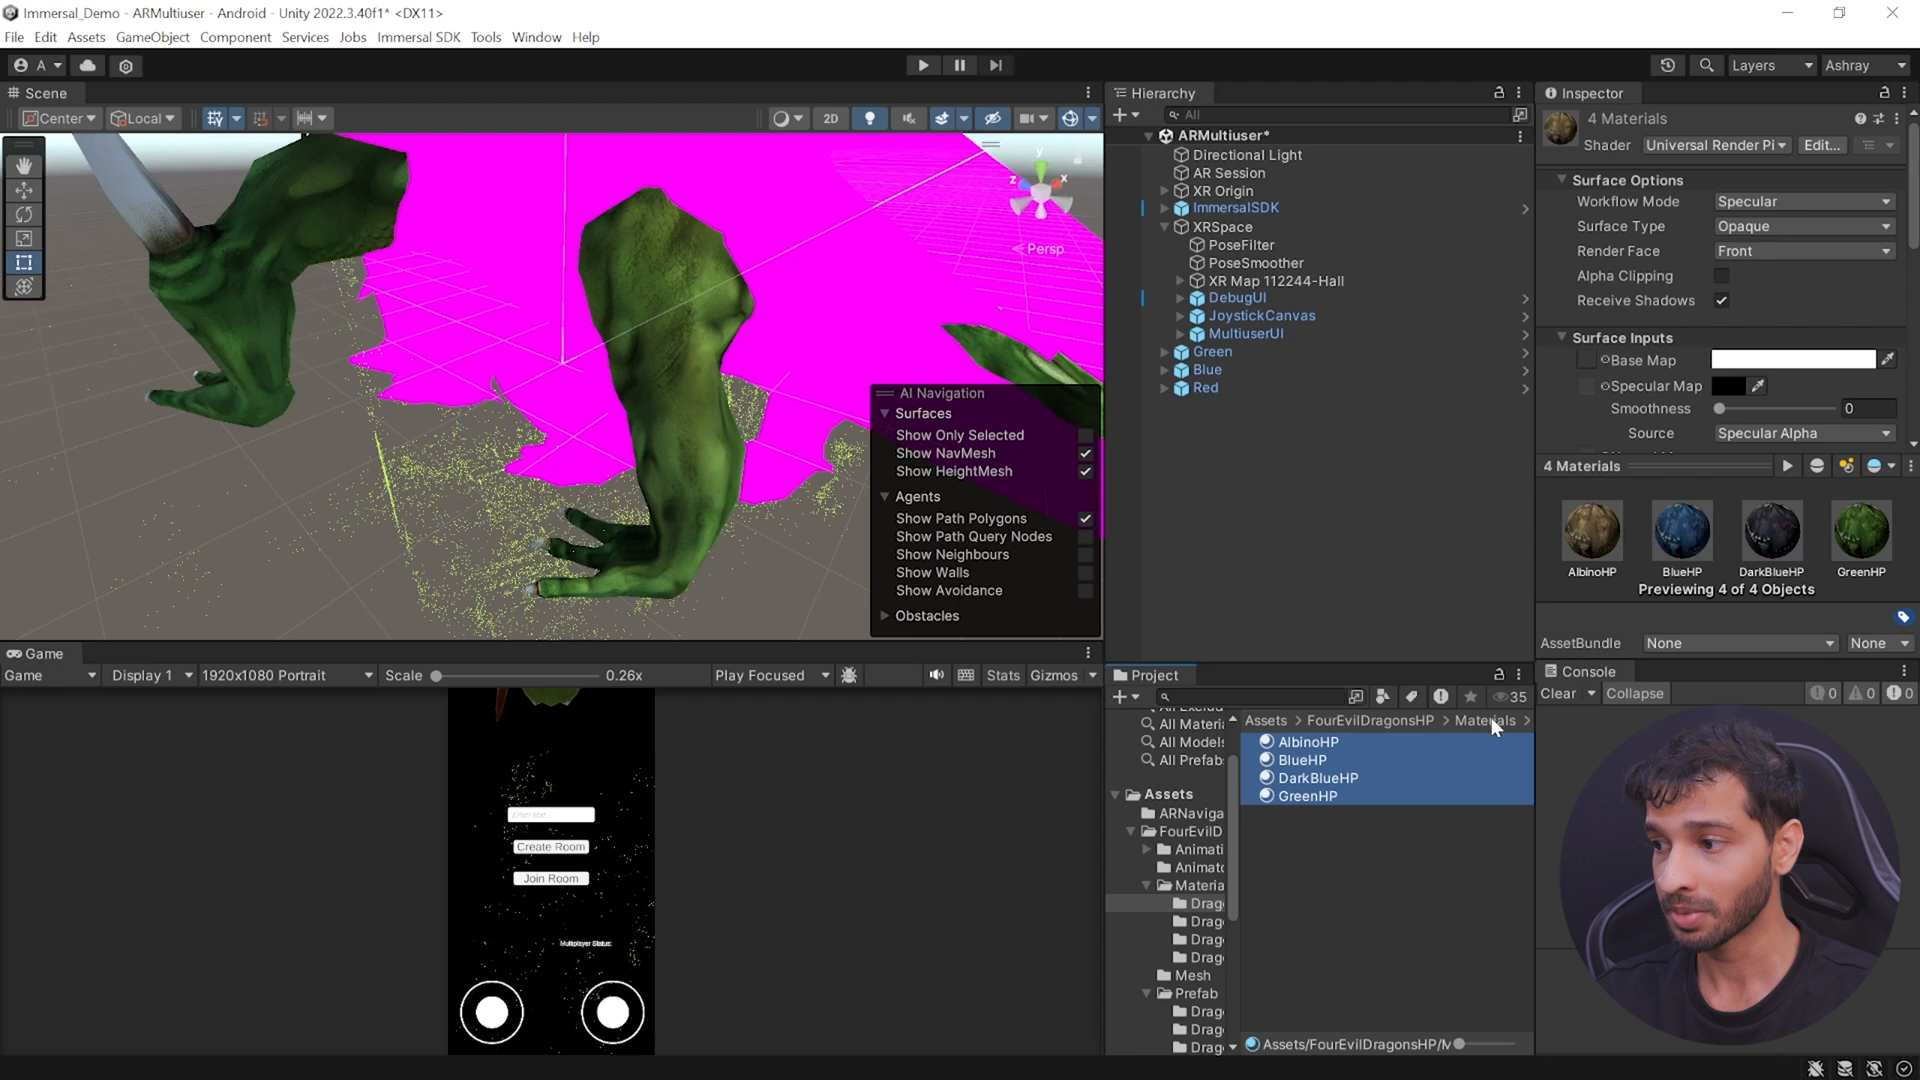 Immersal_Demo - ARMultiuser - Android - Unity 2022.3.40f1* <DX11>
File Edit Assets GameObject Component Services Jobs Immersal SDK Tools Window Help
A
Layers
Ashray
Scene
Center
Local
2D
y
z
x
Persp
AI Navigation
Surfaces
Show Only Selected
Show NavMesh
Show HeightMesh
Agents
Show Path Polygons
Show Path Query Nodes
Show Neighbours
Show Walls
Show Avoidance
Obstacles
Hierarchy
All
ARMultiuser*
Directional Light
AR Session
XR Origin
ImmersalSDK
XRSpace
PoseFilter
PoseSmoother
XR Map 112244-Hall
DebugUI
JoystickCanvas
MultiuserUI
Green
Blue
Red
Inspector
4 Materials
Shader Universal Render Pi Edit...
Surface Options
Workflow Mode Specular
Surface Type Opaque
Render Face Front
Alpha Clipping
Receive Shadows
Surface Inputs
Base Map
Specular Map
Smoothness 0
Source Specular Alpha
4 Materials
AlbinoHP BlueHP DarkBlueHP GreenHP
Previewing 4 of 4 Objects
AssetBundle None None
Game
Game Display 1 1920x1080 Portrait Scale 0.26x Play Focused Stats Gizmos
Enter text...
Create Room
Join Room
Multiplayer Status:
Project
35
All Materi
All Models
All Prefab
Assets
ARNaviga
FourEvilD
Animati
Animato
Materia
Drag
Drag
Drag
Drag
Mesh
Prefab
Drag
Drag
Drag
Assets > FourEvilDragonsHP > Materials >
AlbinoHP
BlueHP
DarkBlueHP
GreenHP
Assets/FourEvilDragonsHP/M
Console
Clear Collapse 0 0 0